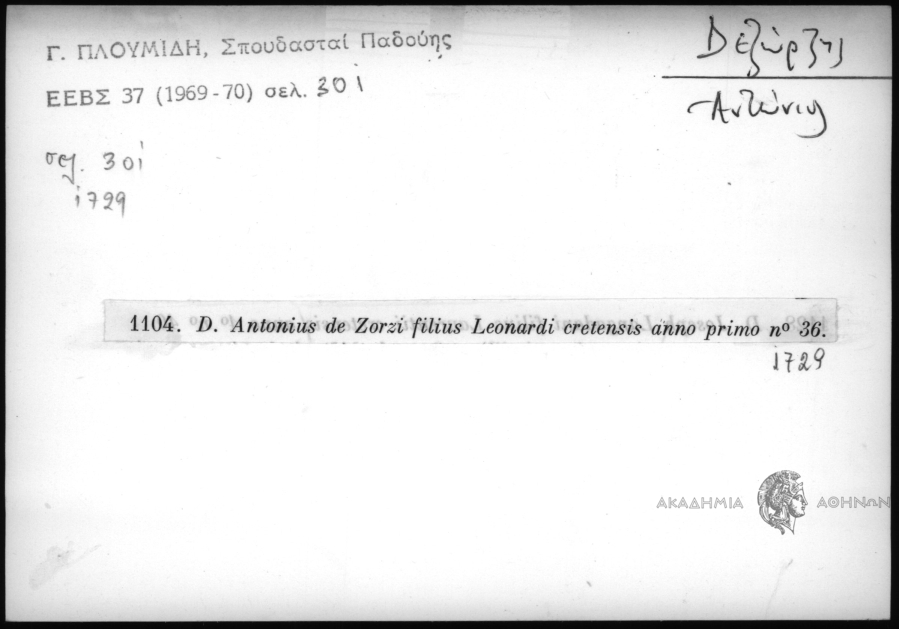 Γ. ΠΛΟΥΜΙΔΗ, Σπουδασταί Παδούης
ΕΕΒΣ 37 (1969-70) σελ. 301
Δεζώρζης
Αντώνιος
σελ. 301
1729
1104. D. Antonius de Zorzi filius Leonardi cretensis anno primo nº 36.
1729
ΑΚΑΔΗΜΙΑ ΑΘΗΝΩΝ